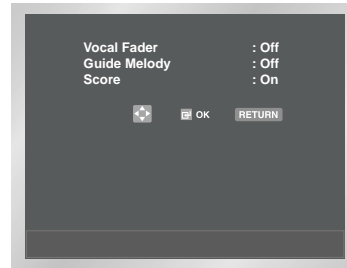 Vocal Fader : Off
Guide Melody : Off
Score : On
OK RETURN